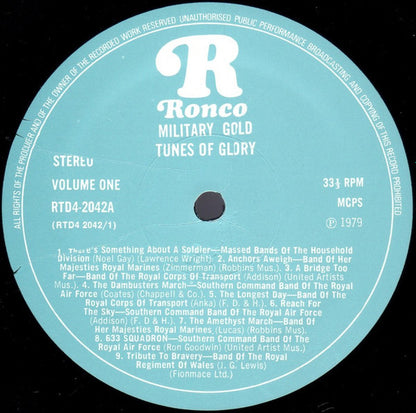 ALL RIGHTS OF THE PRODUCER AND OF THE OWNER OF THE RECORDED WORK RESERVED UNAUTHORISED PUBLIC PERFORMANCE BROADCASTING AND COPYING OF THIS RECORD PROHIBITED
R
Ronco
MILITARY GOLD
TUNES OF GLORY
STEREO
VOLUME ONE
RTD4-2042A
(RTD4 2042/1)
33⅓ RPM
MCPS
Ⓟ 1979
1. There's Something About A Soldier—Massed Bands Of The Household
Division (Noel Gay) (Lawrence Wright) 2. Anchors Aweigh—Band Of
Her Majesties Royal Marines (Zimmerman) (Robbins Mus.) 3. A Bridge Too
Far—Band Of The Royal Corps Of Transport (Addison) (United Artists
Mus.) 4. The Dambusters March—Southern Command Band Of The Royal
Air Force (Coates) (Chappell & Co.) 5. The Longest Day—Band Of The
Royal Corps Of Transport (Anka) (F. D. & H.) 6. Reach For
The Sky—Southern Command Band Of The Royal Air Force
(Addison) (F. D & H.) 7. The Amethyst March—Band Of
Her Majesties Royal Marines (Lucas) (Robbins Mus.)
8. 633 SQUADRON—Southern Command Band Of The
Royal Air Force (Ron Goodwin) (United Artist Mus.)
9. Tribute To Bravery—Band Of The Royal
Regiment Of Wales (J. G. Lewis)
(Fionmace Ltd.)